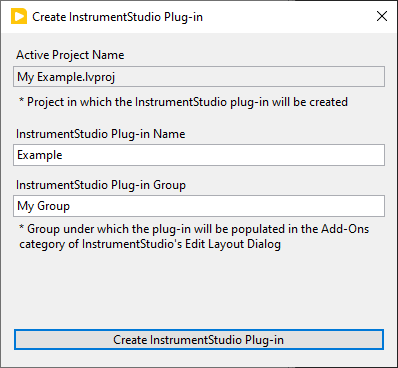 Create InstrumentStudio Plug-in
Active Project Name
My Example.lvproj
* Project in which the InstrumentStudio plug-in will be created
InstrumentStudio Plug-in Name
Example
InstrumentStudio Plug-in Group
My Group
* Group under which the plug-in will be populated in the Add-Ons
category of InstrumentStudio's Edit Layout Dialog
Create InstrumentStudio Plug-in